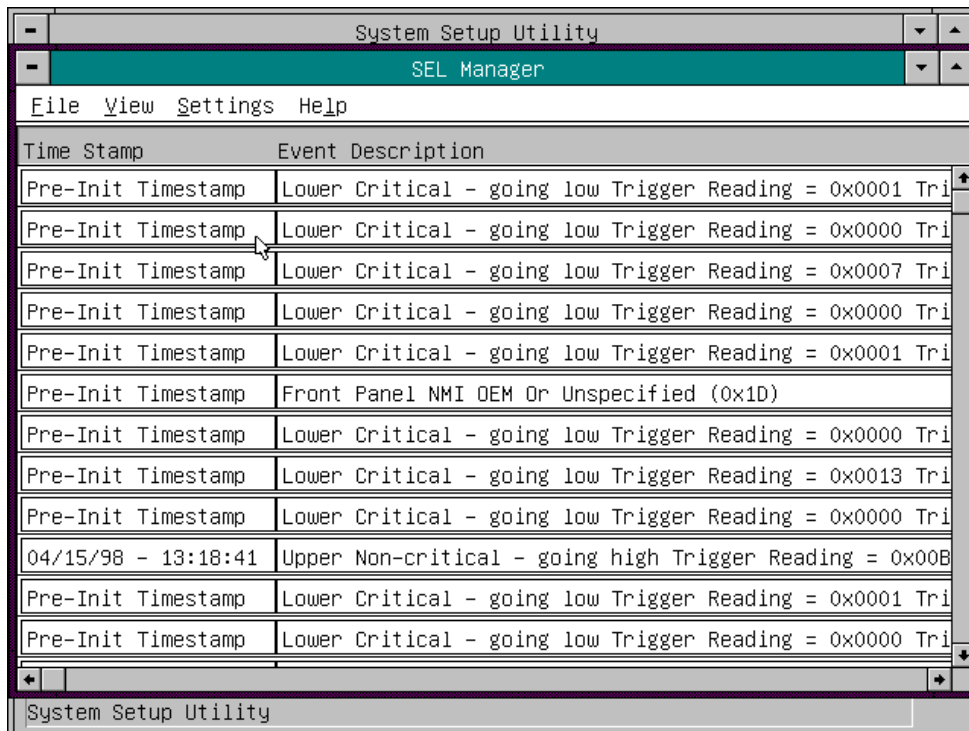 System Setup Utility
SEL Manager
File View Settings Help
Time Stamp Event Description
Pre-Init Timestamp Lower Critical - going low Trigger Reading = 0x0001 Tri
Pre-Init Timestamp Lower Critical - going low Trigger Reading = 0x0000 Tri
Pre-Init Timestamp Lower Critical - going low Trigger Reading = 0x0007 Tri
Pre-Init Timestamp Lower Critical - going low Trigger Reading = 0x0000 Tri
Pre-Init Timestamp Lower Critical - going low Trigger Reading = 0x0001 Tri
Pre-Init Timestamp Front Panel NMI OEM Or Unspecified (0x1D)
Pre-Init Timestamp Lower Critical - going low Trigger Reading = 0x0000 Tri
Pre-Init Timestamp Lower Critical - going low Trigger Reading = 0x0013 Tri
Pre-Init Timestamp Lower Critical - going low Trigger Reading = 0x0000 Tri
04/15/98 - 13:18:41 Upper Non-critical - going high Trigger Reading = 0x00B
Pre-Init Timestamp Lower Critical - going low Trigger Reading = 0x0001 Tri
Pre-Init Timestamp Lower Critical - going low Trigger Reading = 0x0000 Tri
System Setup Utility